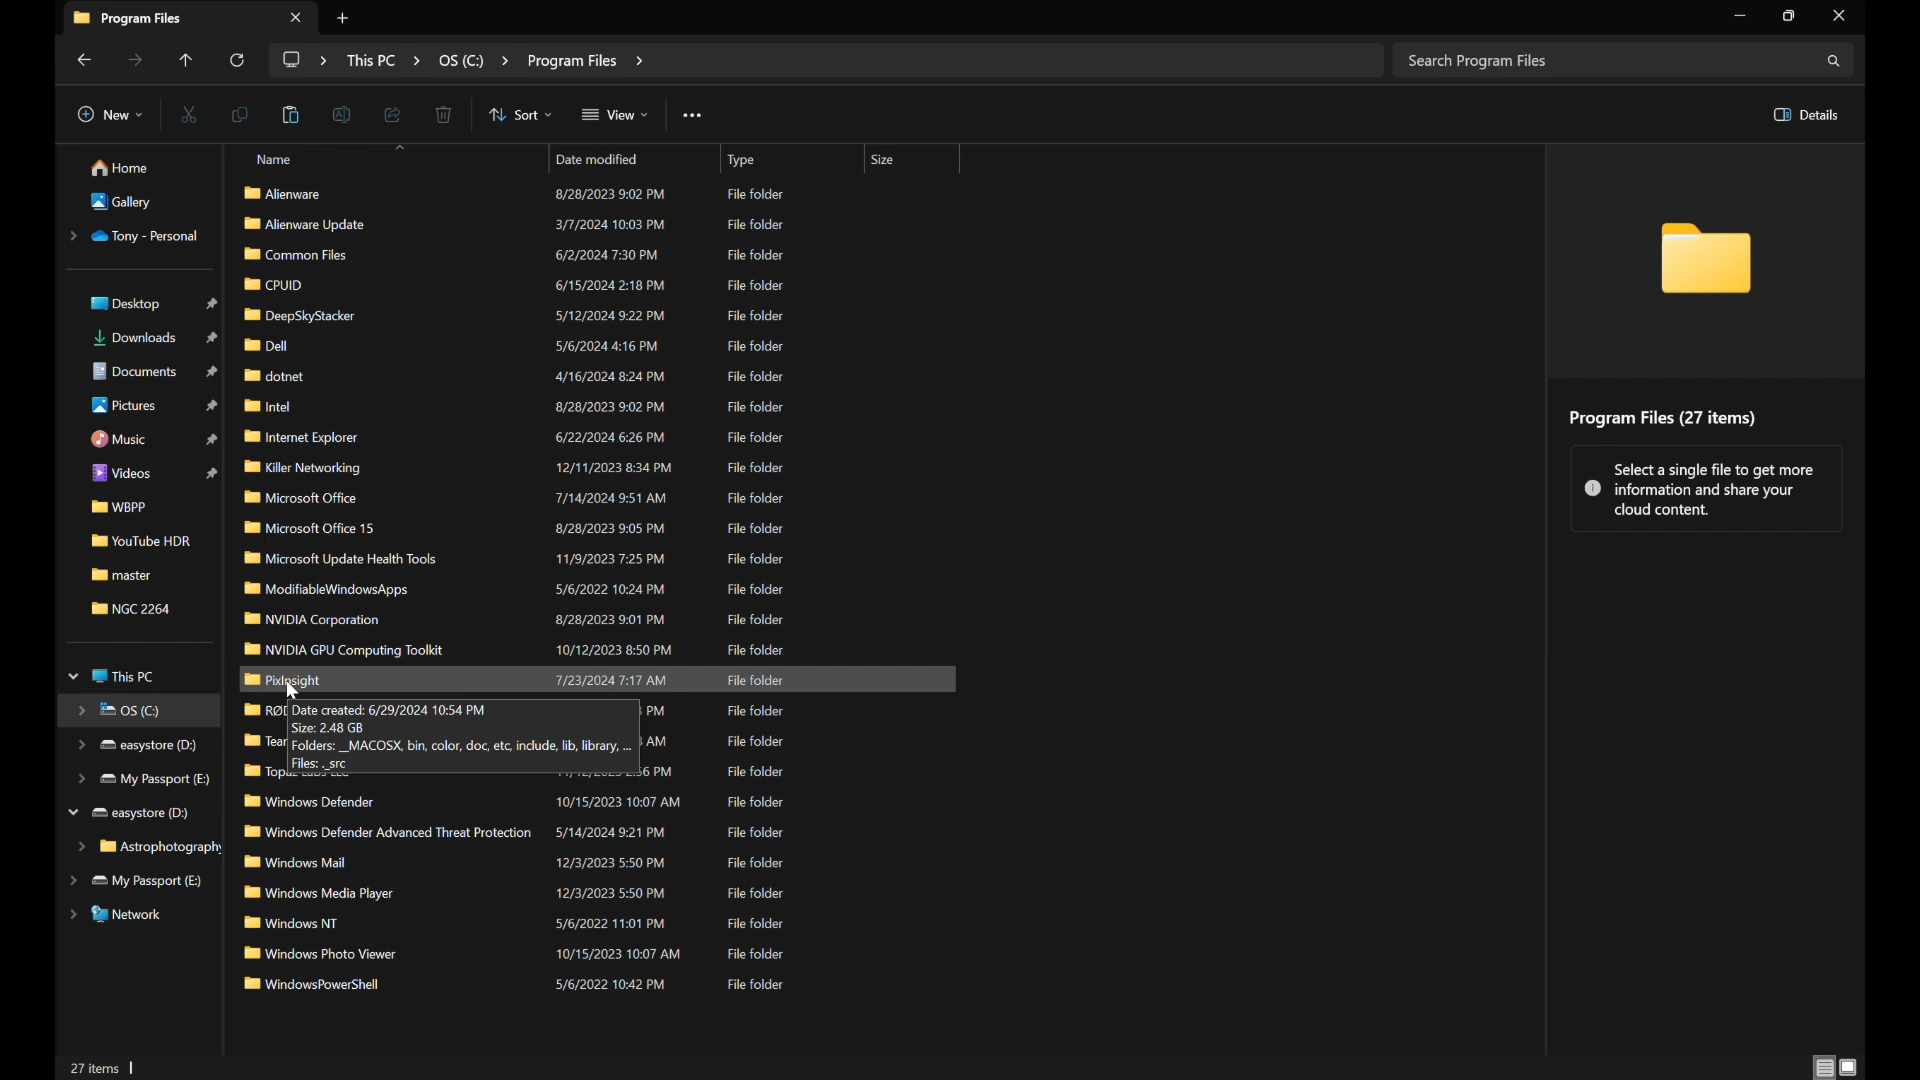 Program Files
This PC > OS (C:) > Program Files >
Search Program Files
New
Sort
View
Details
Home
Gallery
Tony - Personal
Desktop
Downloads
Documents
Pictures
Music
Videos
WBPP
YouTube HDR
master
NGC 2264
This PC
OS (C:)
easystore (D:)
My Passport (E:)
easystore (D:)
Astrophotography
My Passport (E:)
Network
Name Date modified Type Size
Alienware 8/28/2023 9:02 PM File folder
Alienware Update 3/7/2024 10:03 PM File folder
Common Files 6/2/2024 7:30 PM File folder
CPUID 6/15/2024 2:18 PM File folder
DeepSkyStacker 5/12/2024 9:22 PM File folder
Dell 5/6/2024 4:16 PM File folder
dotnet 4/16/2024 8:24 PM File folder
Intel 8/28/2023 9:02 PM File folder
Internet Explorer 6/22/2024 6:26 PM File folder
Killer Networking 12/11/2023 8:34 PM File folder
Microsoft Office 7/14/2024 9:51 AM File folder
Microsoft Office 15 8/28/2023 9:05 PM File folder
Microsoft Update Health Tools 11/9/2023 7:25 PM File folder
ModifiableWindowsApps 5/6/2022 10:24 PM File folder
NVIDIA Corporation 8/28/2023 9:01 PM File folder
NVIDIA GPU Computing Toolkit 10/12/2023 8:50 PM File folder
PixInsight 7/23/2024 7:17 AM File folder
PM File folder
AM File folder
PM File folder
Date created: 6/29/2024 10:54 PM
Size: 2.48 GB
Folders: __MACOSX, bin, color, doc, etc, include, lib, library, ...
Files: ._src
Windows Defender 10/15/2023 10:07 AM File folder
Windows Defender Advanced Threat Protection 5/14/2024 9:21 PM File folder
Windows Mail 12/3/2023 5:50 PM File folder
Windows Media Player 12/3/2023 5:50 PM File folder
Windows NT 5/6/2022 11:01 PM File folder
Windows Photo Viewer 10/15/2023 10:07 AM File folder
WindowsPowerShell 5/6/2022 10:42 PM File folder
Program Files (27 items)
Select a single file to get more
information and share your
cloud content.
27 items